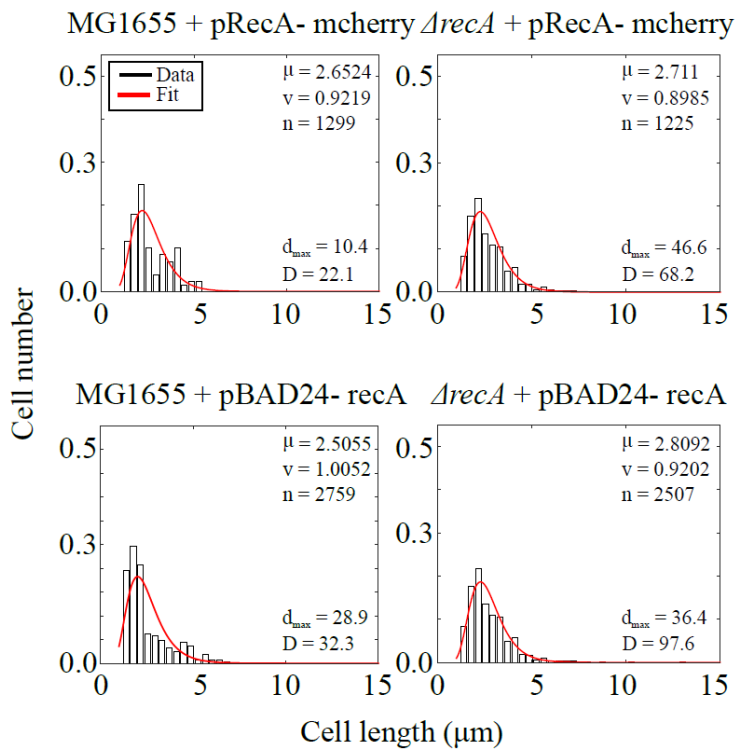 MG1655 + pRecA- mcherry
ΔrecA + pRecA- mcherry
Data
Fit
μ = 2.6524
v = 0.9219
n = 1299
d_max = 10.4
D = 22.1
0.5
0.3
0.0
0
5
10
15
μ = 2.711
v = 0.8985
n = 1225
d_max = 46.6
D = 68.2
0.5
0.3
0.0
0
5
10
15
Cell number
MG1655 + pBAD24- recA
ΔrecA + pBAD24- recA
μ = 2.5055
v = 1.0052
n = 2759
d_max = 28.9
D = 32.3
0.5
0.3
0.0
0
5
10
15
μ = 2.8092
v = 0.9202
n = 2507
d_max = 36.4
D = 97.6
0.5
0.3
0.0
0
5
10
15
Cell length (μm)